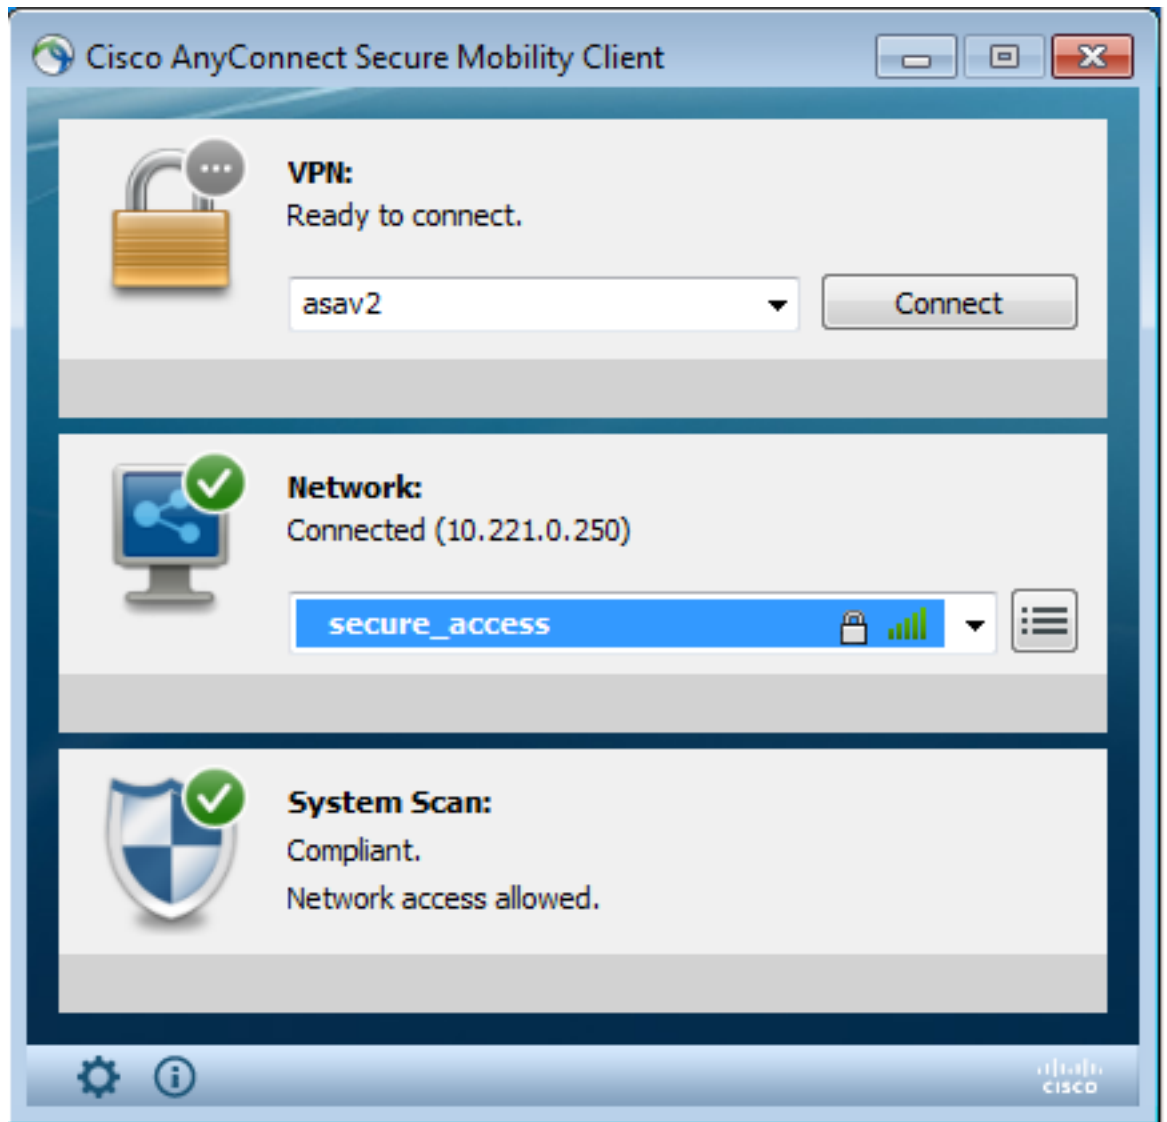 Cisco AnyConnect Secure Mobility Client
VPN:
Ready to connect.
asav2
Connect
Network:
Connected (10.221.0.250)
secure_access
System Scan:
Compliant.
Network access allowed.
CISCO